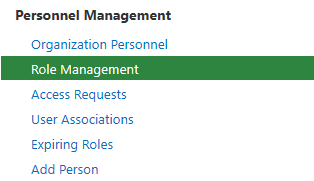 Personnel Management
Organization Personnel
Role Management
Access Requests
User Associations
Expiring Roles
Add Person